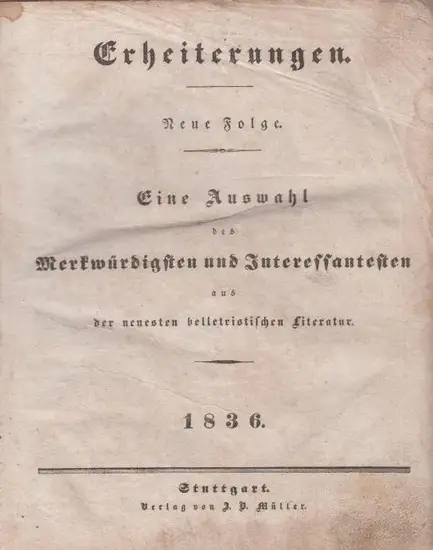 Erheiterungen.
Neue Folge.
Eine Auswahl
des
Merkwürdigsten und Interessantesten
aus
der neuesten belletristischen Literatur.
1836.
Stuttgart.
Verlag von J. P. Müller.